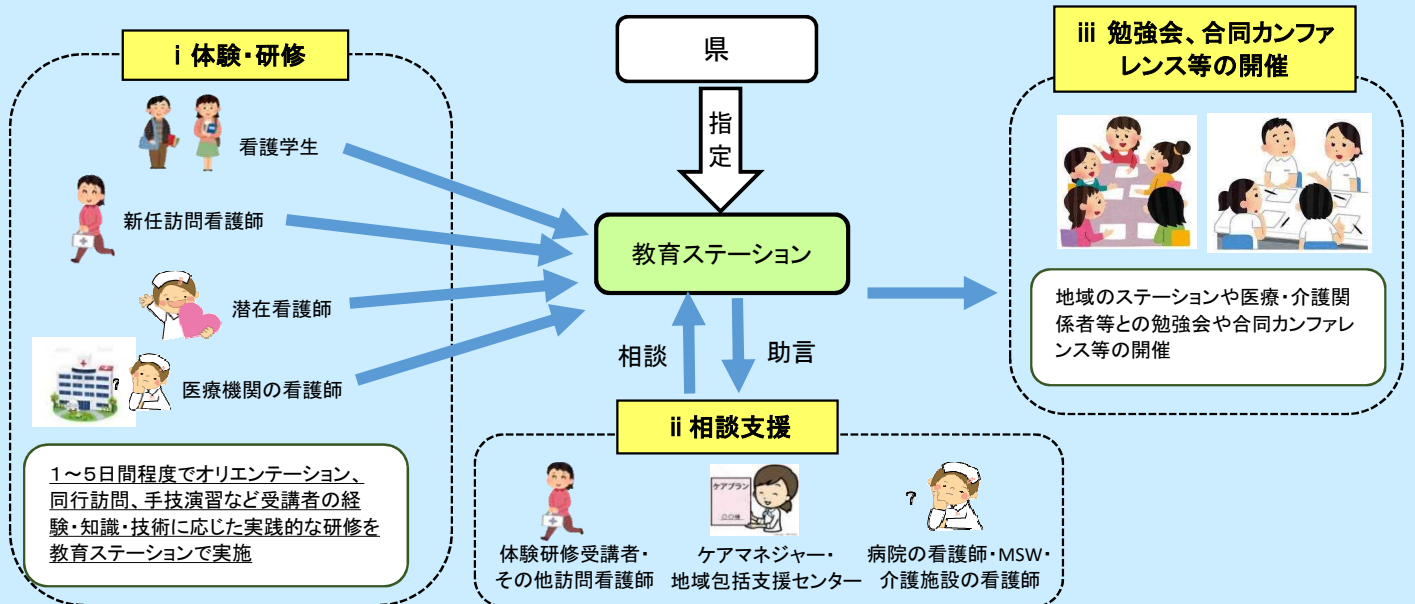 ⅰ 体験・研修
看護学生
新任訪問看護師
潜在看護師
?
医療機関の看護師
1～5日間程度でオリエンテーション、
同行訪問、手技演習など受講者の経
験・知識・技術に応じた実践的な研修を
教育ステーションで実施
県
指
定
教育ステーション
相談
助言
ⅱ 相談支援
ケアプラン
〇〇様
?
体験研修受講者・
その他訪問看護師
ケアマネジャー・
地域包括支援センター
病院の看護師・MSW・
介護施設の看護師
ⅲ 勉強会、合同カンファ
レンス等の開催
地域のステーションや医療・介護関
係者等との勉強会や合同カンファレ
ンス等の開催